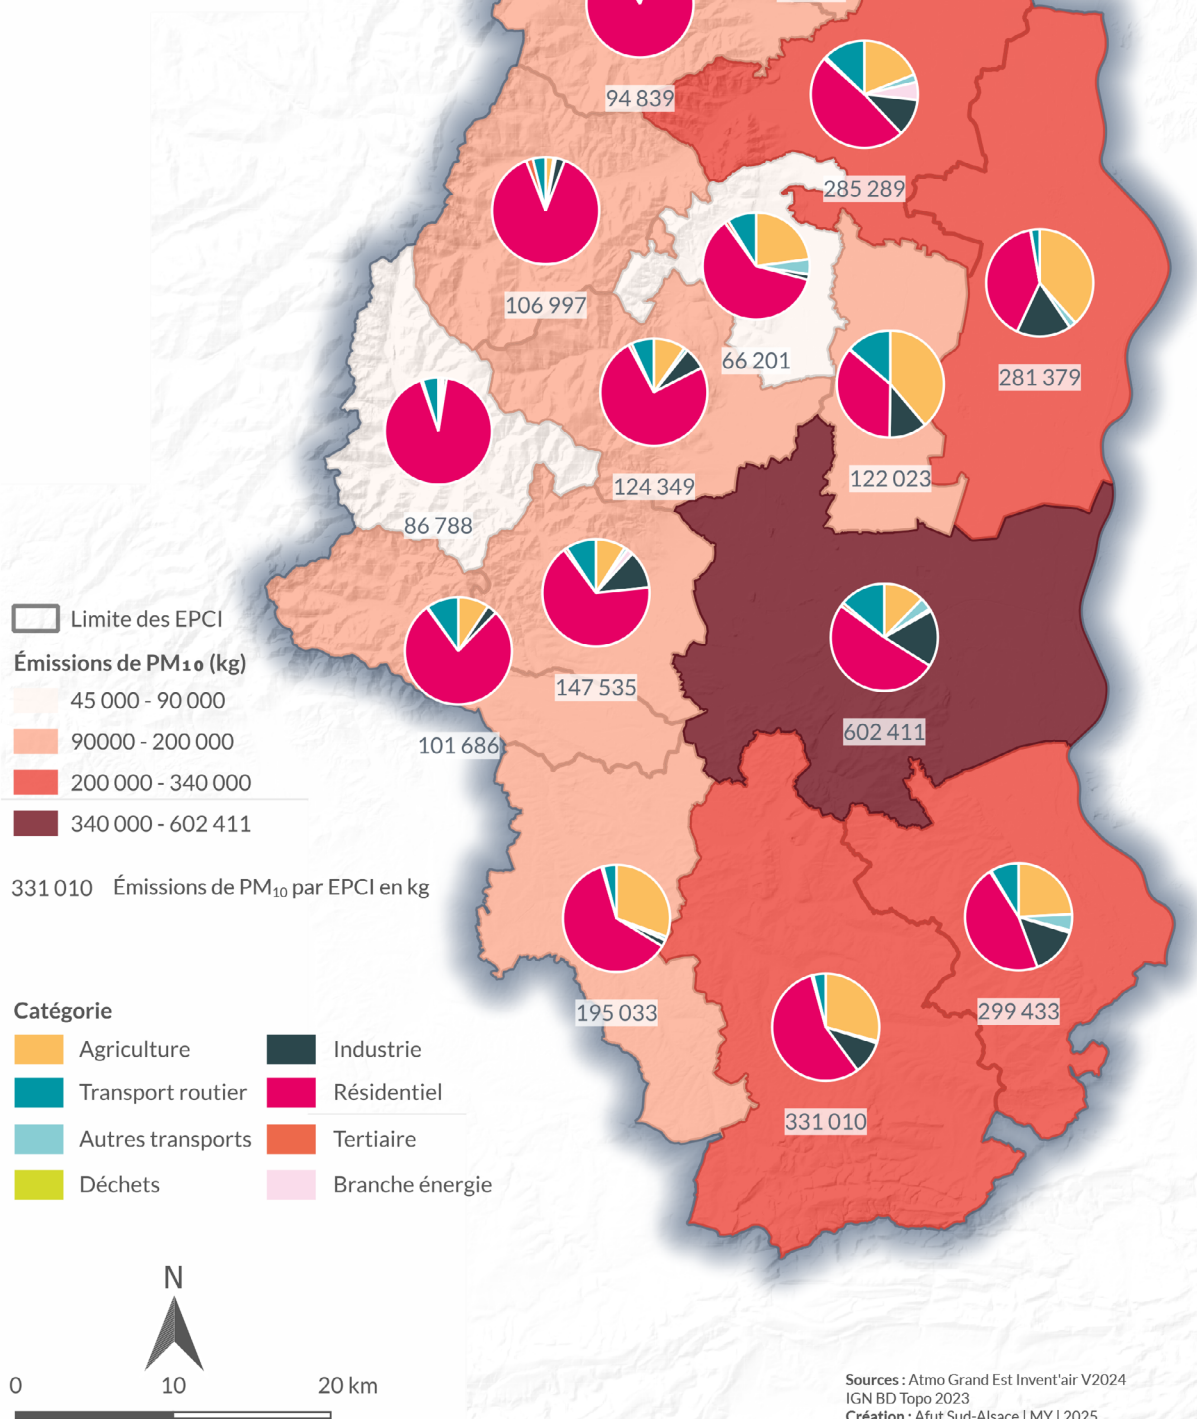 94 839
285 289
106 997
66 201
281 379
124 349
122 023
86 788
147 535
101 686
602 411
195 033
299 433
331 010
Limite des EPCI
Émissions de PM₁₀ (kg)
45 000 - 90 000
90000 - 200 000
200 000 - 340 000
340 000 - 602 411
331 010 Émissions de PM₁₀ par EPCI en kg
Catégorie
Agriculture
Transport routier
Autres transports
Déchets
Industrie
Résidentiel
Tertiaire
Branche énergie
N
0 10 20 km
Sources : Atmo Grand Est Invent'air V2024
IGN BD Topo 2023
Création : Afut Sud-Alsace | MY | 2025